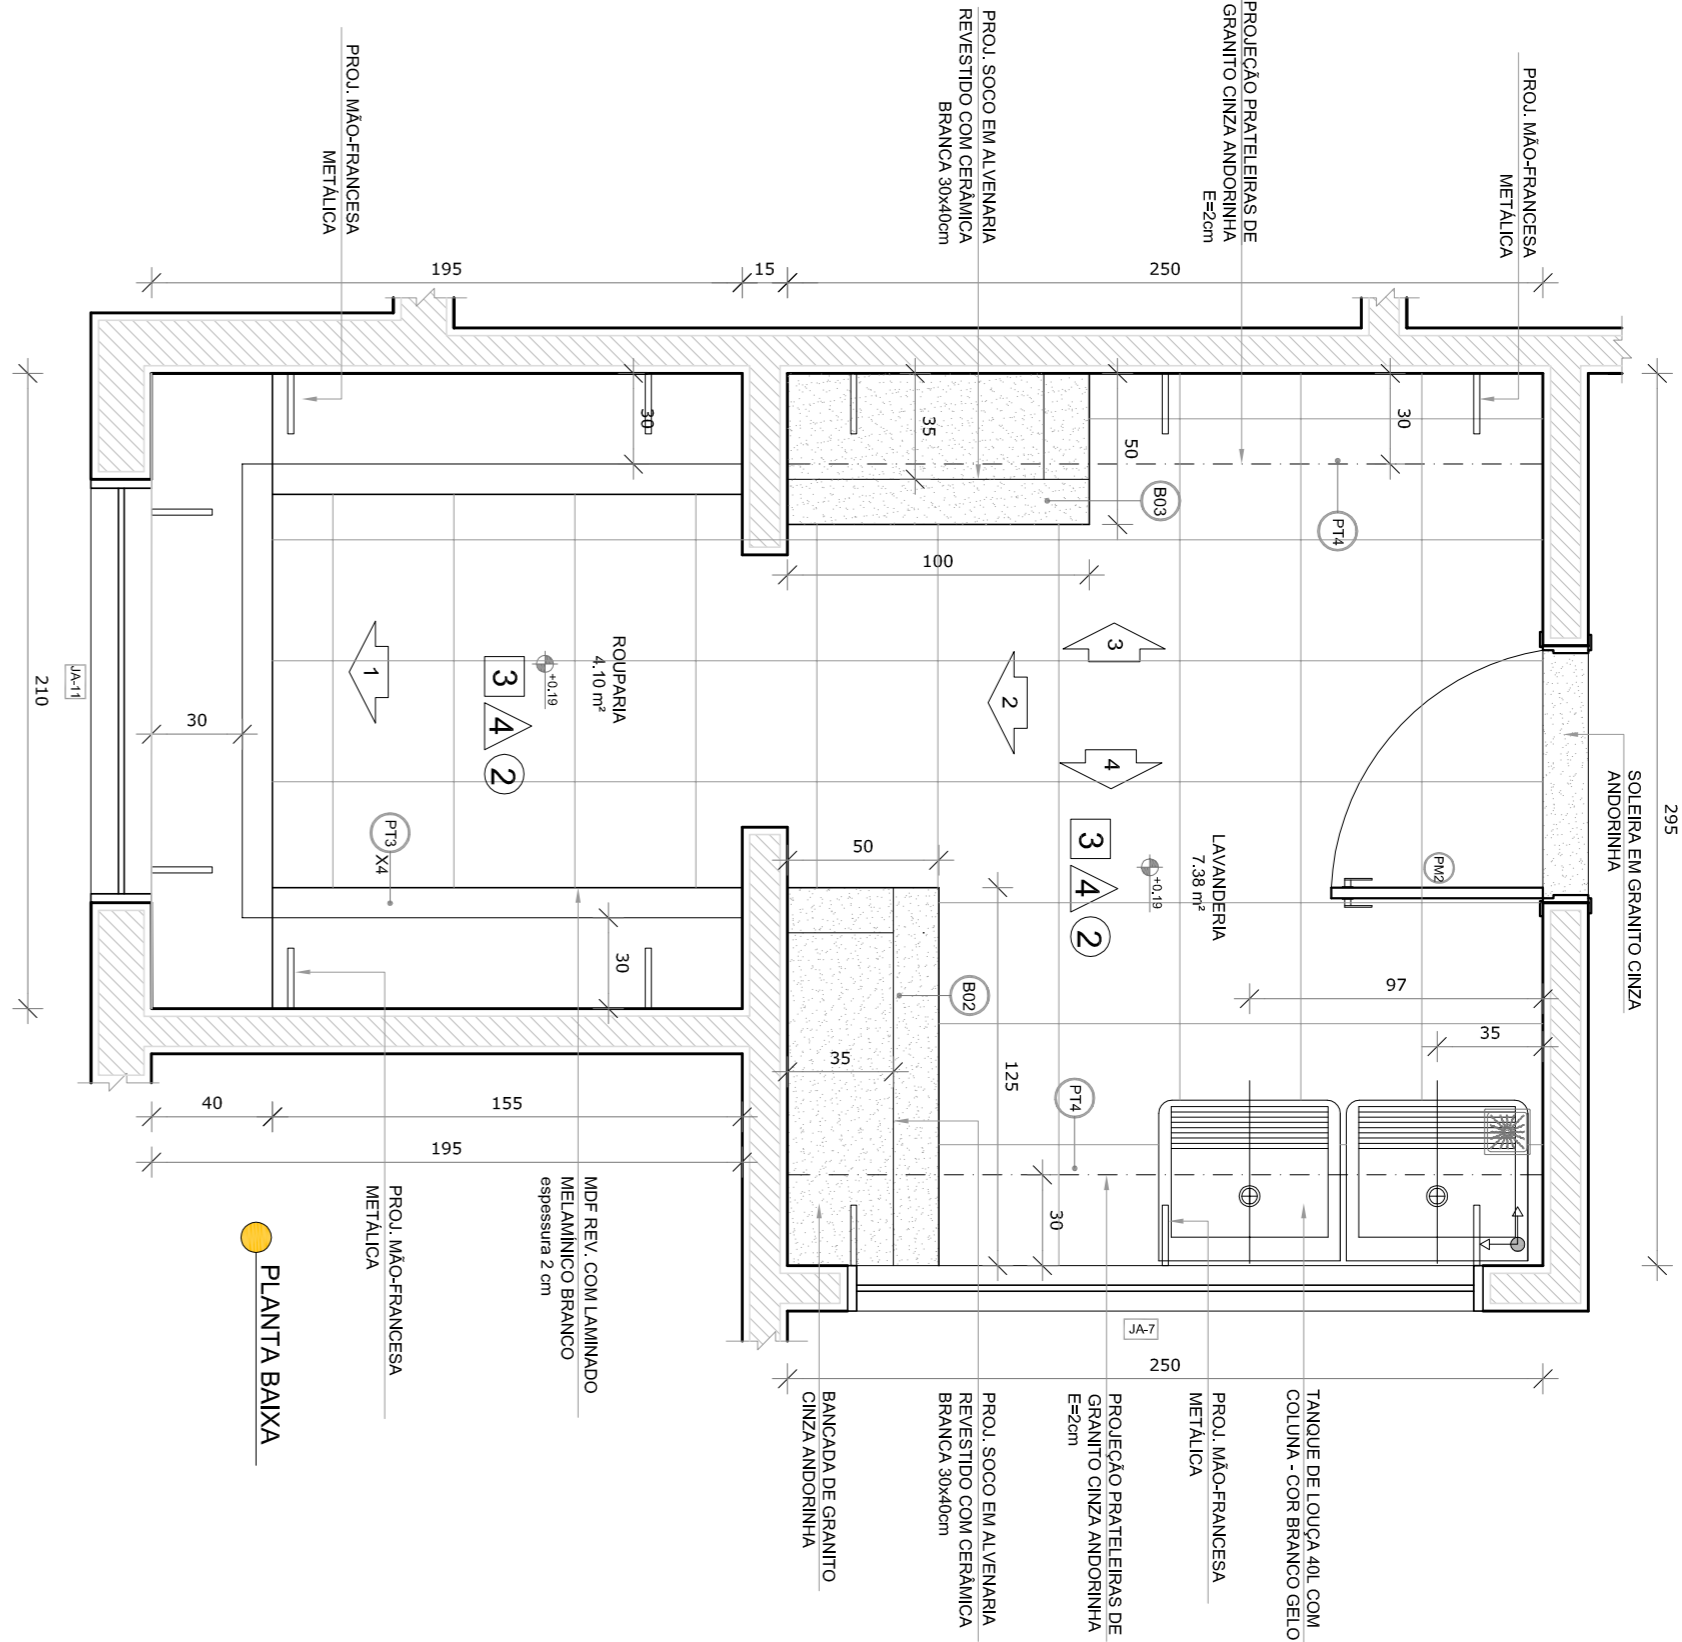 PROJ. MÃO-FRANCESA
METÁLICA
PROJ. SOCO EM ALVENARIA
REVESTIDO COM CERÂMICA
BRANCA 30x40cm
PROJEÇÃO PRATELEIRAS DE
GRANITO CINZA ANDORINHA
E=2cm
PROJ. MÃO-FRANCESA
METÁLICA
195
15
250
30
35
50
30
B03
PT4
100
295
210
JA-11
30
1
ROUPARIA
4.10 m²
+0.19
3
4
2
PT3
X4
30
3
2
4
LAVANDERIA
7.38 m²
+0.19
3
4
2
PM2
SOLEIRA EM GRANITO CINZA
ANDORINHA
50
B02
35
125
97
35
PT4
30
40
155
195
JA-7
250
PLANTA BAIXA
PROJ. MÃO-FRANCESA
METÁLICA
MDF REV. COM LAMINADO
MELAMÍNICO BRANCO
espessura 2 cm
BANCADA DE GRANITO
CINZA ANDORINHA
PROJ. SOCO EM ALVENARIA
REVESTIDO COM CERÂMICA
BRANCA 30x40cm
PROJEÇÃO PRATELEIRAS DE
GRANITO CINZA ANDORINHA
E=2cm
PROJ. MÃO-FRANCESA
METÁLICA
TANQUE DE LOUÇA 40L COM
COLUNA - COR BRANCO GELO